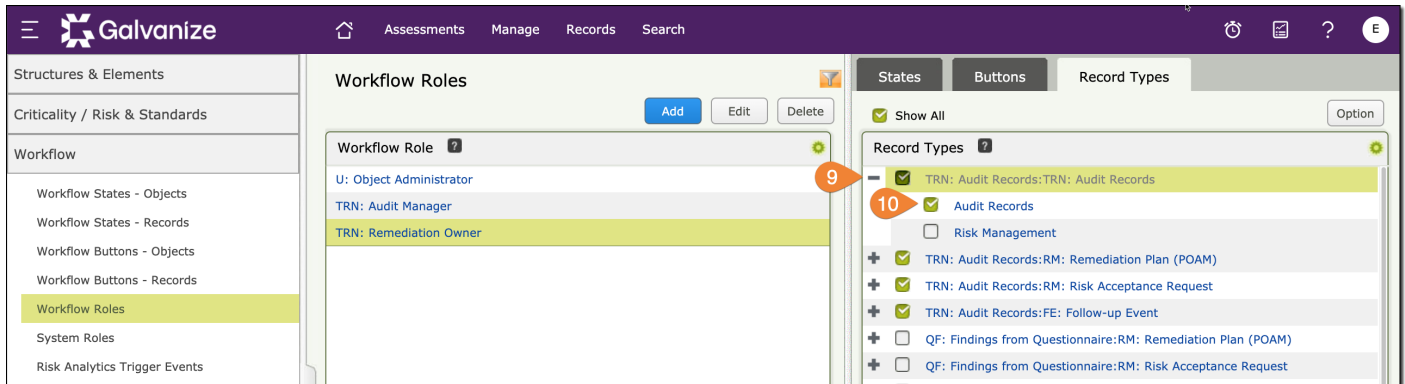 Galvanize
Assessments Manage Records Search
? E
Structures & Elements
Criticality / Risk & Standards
Workflow
Workflow States - Objects
Workflow States - Records
Workflow Buttons - Objects
Workflow Buttons - Records
Workflow Roles
System Roles
Risk Analytics Trigger Events
Workflow Roles
Add Edit Delete
Workflow Role ?
U: Object Administrator
TRN: Audit Manager
TRN: Remediation Owner
States Buttons Record Types
Show All Option
Record Types ?
9 TRN: Audit Records:TRN: Audit Records
10 Audit Records
Risk Management
TRN: Audit Records:RM: Remediation Plan (POAM)
TRN: Audit Records:RM: Risk Acceptance Request
TRN: Audit Records:FE: Follow-up Event
QF: Findings from Questionnaire:RM: Remediation Plan (POAM)
QF: Findings from Questionnaire:RM: Risk Acceptance Request